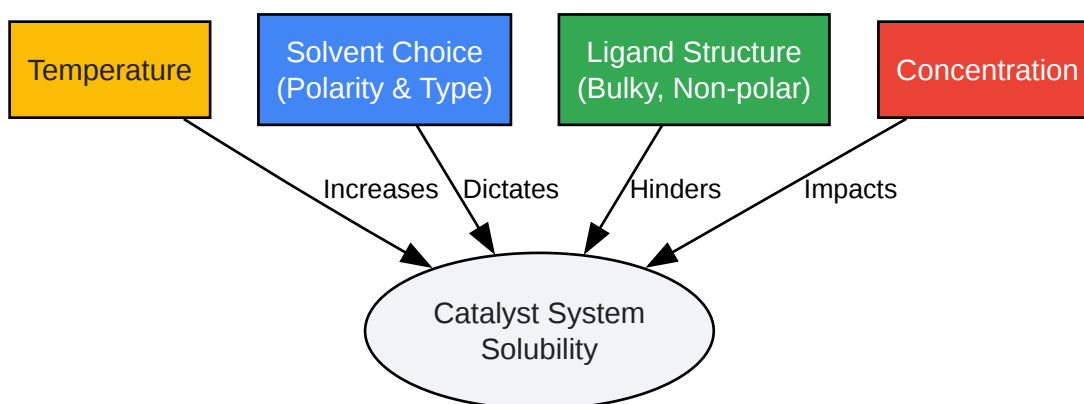 Temperature
Solvent Choice
(Polarity & Type)
Ligand Structure
(Bulky, Non-polar)
Concentration
Increases
Dictates
Hinders
Impacts
Catalyst System
Solubility